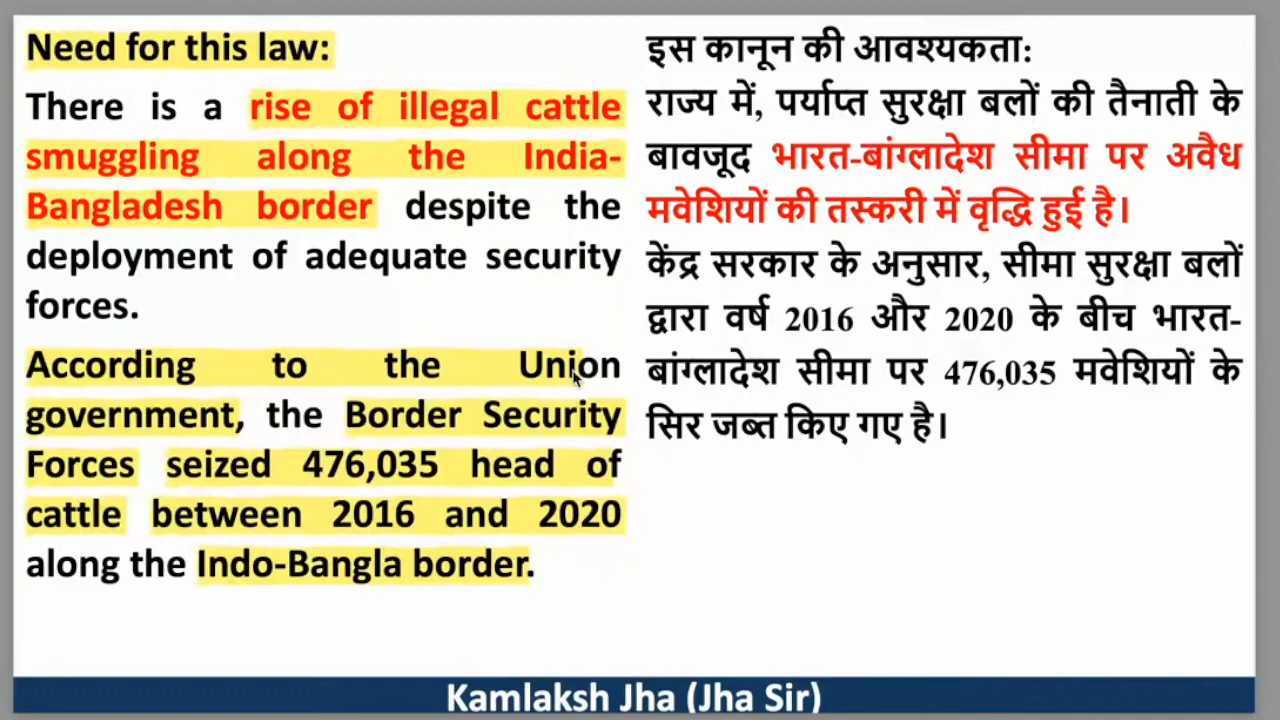 Need for this law:
There is a rise of illegal cattle
smuggling along the India-
Bangladesh border despite the
deployment of adequate security
forces.
According to the Union
government, the Border Security
Forces seized 476,035 head of
cattle between 2016 and 2020
along the Indo-Bangla border.
इस कानून की आवश्यकता:
राज्य में, पर्याप्त सुरक्षा बलों की तैनाती के
बावजूद भारत-बांग्लादेश सीमा पर अवैध
मवेशियों की तस्करी में वृद्धि हुई है।
केंद्र सरकार के अनुसार, सीमा सुरक्षा बलों
द्वारा वर्ष 2016 और 2020 के बीच भारत-
बांग्लादेश सीमा पर 476,035 मवेशियों के
सिर जब्त किए गए है।
Kamlaksh Jha (Jha Sir)